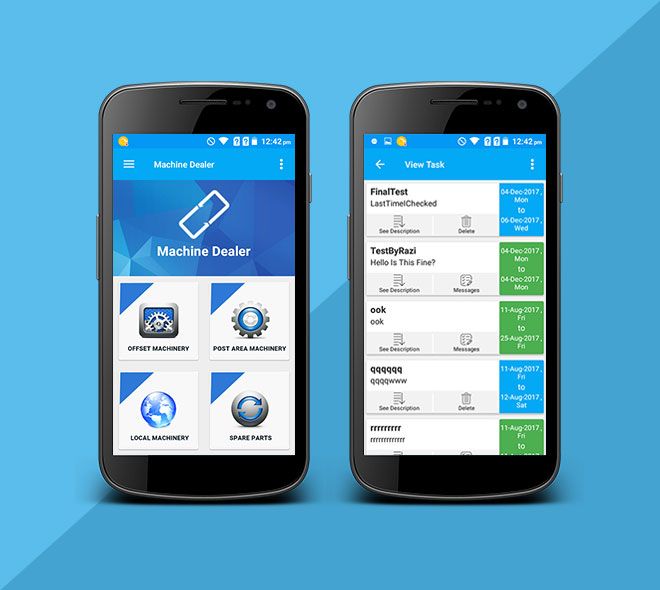 12:42 pm
Machine Dealer
Machine Dealer
OFFSET MACHINERY
POST AREA MACHINERY
LOCAL MACHINERY
SPARE PARTS
12:42 pm
View Task
FinalTest
LastTimeIChecked
See Description
Delete
04-Dec-2017 ,
Mon
to
06-Dec-2017 ,
Wed
TestByRazi
Hello Is This Fine?
See Description
Messages
04-Dec-2017 ,
Mon
to
04-Dec-2017 ,
Mon
ook
ook
See Description
Messages
11-Aug-2017 ,
Fri
to
25-Aug-2017 ,
Fri
qqqqqq
qqqqwww
See Description
Delete
11-Aug-2017 ,
Fri
to
12-Aug-2017 ,
Sat
rrrrrrrrr
rrrrrrrrrrrrr
11-Aug-2017 ,
Fri
to